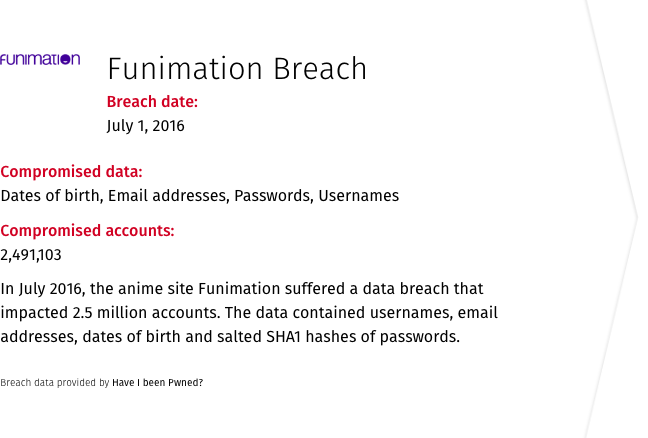 funimation
Funimation Breach
Breach date:
July 1, 2016
Compromised data:
Dates of birth, Email addresses, Passwords, Usernames
Compromised accounts:
2,491,103
In July 2016, the anime site Funimation suffered a data breach that
impacted 2.5 million accounts. The data contained usernames, email
addresses, dates of birth and salted SHA1 hashes of passwords.
Breach data provided by Have I been Pwned?